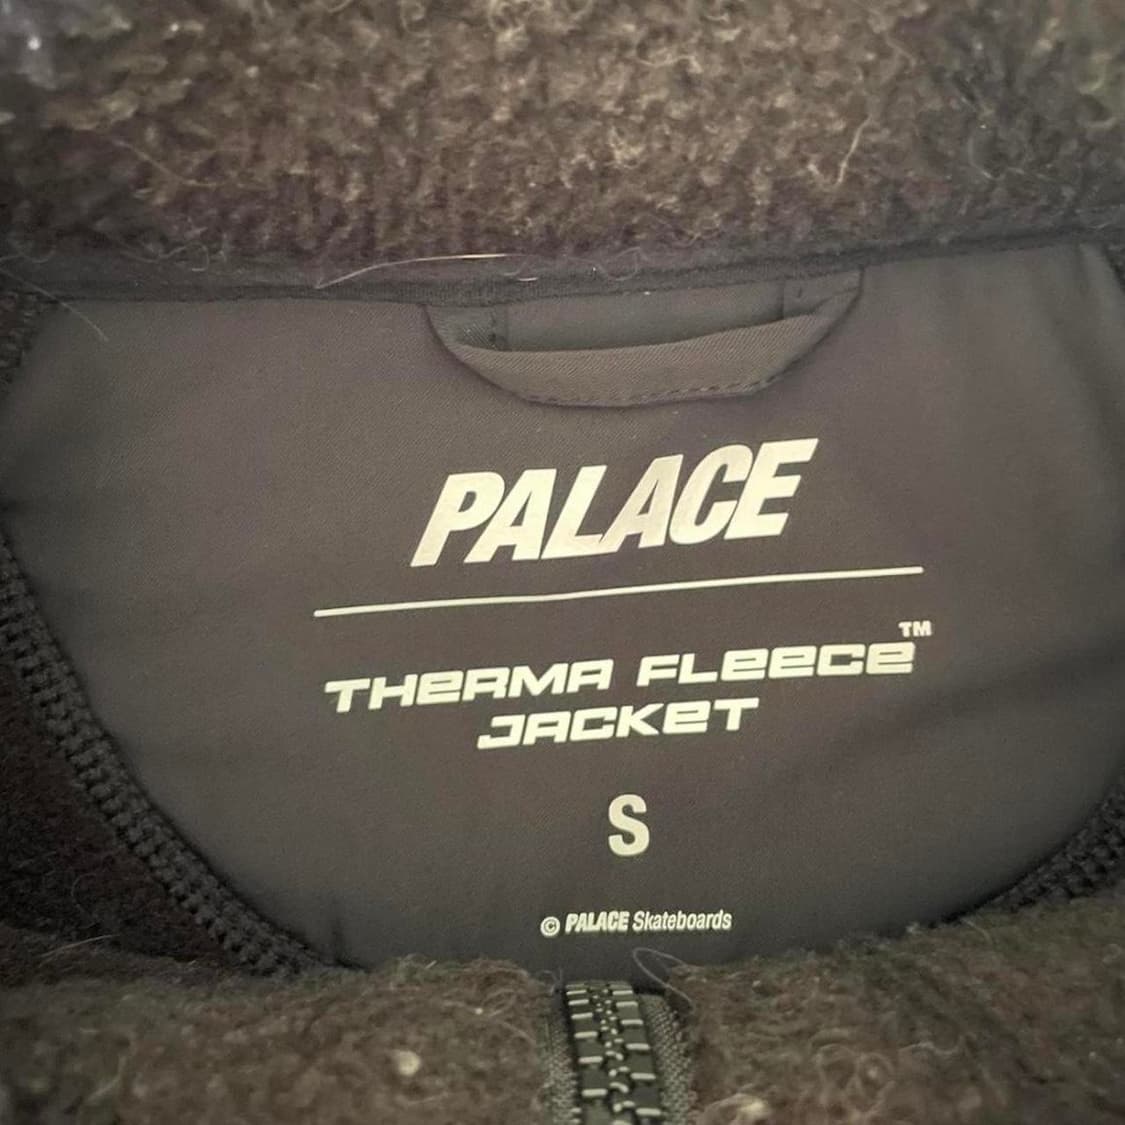 PALACE
THERMA FLEECE™
JACKET
S
© PALACE Skateboards